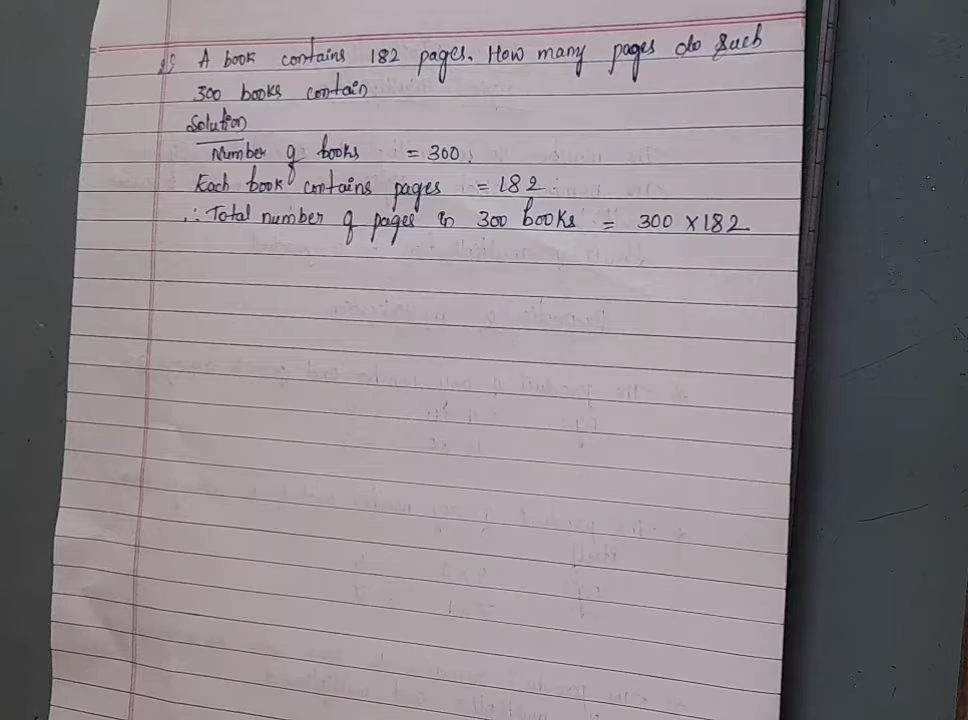 A book contains 182 pages. How many pages do such
300 books contain
Solution
Number of books = 300.
Each book contains pages = 182.
∴ Total number of pages in 300 books = 300 × 182